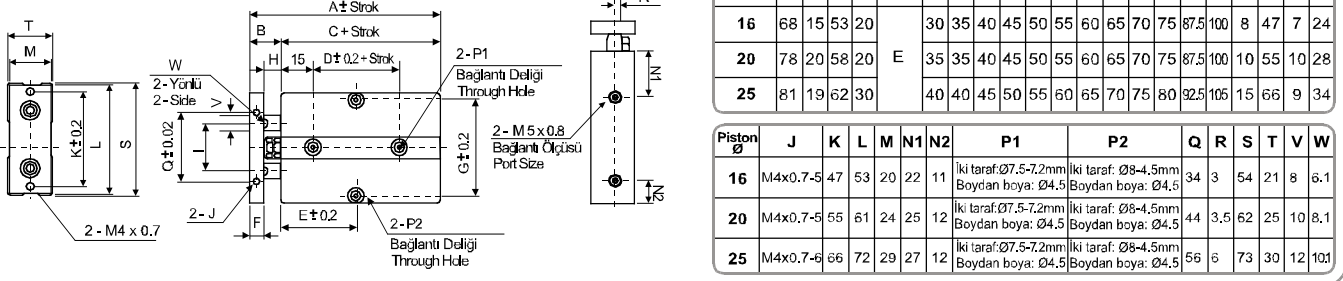 A±Strok
B
C+Strok
T
M
H
15
D±0.2+Strok
2-P1
Bağlantı Deliği
Through Hole
W
2-Yönlü
2-Side
V
K±0.2
L
S
Q±0.02
I
G±0.2
N1
2 - M 5 x 0.8
Bağlantı Ölçüsü
Port Size
N2
2 - J
F
E±0.2
2-P2
Bağlantı Deliği
Through Hole
2 - M4 x 0.7
16 68 15 53 20 30 35 40 45 50 55 60 65 70 75 87.5 100 8 47 7 24
20 78 20 58 20 E 35 35 40 45 50 55 60 65 70 75 87.5 100 10 55 10 28
25 81 19 62 30 40 40 45 50 55 60 65 70 75 80 92.5 105 15 66 9 34
Piston Ø J K L M N1 N2 P1 P2 Q R S T V W
16 M4x0.7-5 47 53 20 22 11 İki taraf:Ø7.5-7.2mm Boydan boya: Ø4.5 İki taraf: Ø8-4.5mm Boydan boya: Ø4.5 34 3 54 21 8 6.1
20 M4x0.7-5 55 61 24 25 12 İki taraf:Ø7.5-7.2mm Boydan boya: Ø4.5 İki taraf: Ø8-4.5mm Boydan boya: Ø4.5 44 3.5 62 25 10 8.1
25 M4x0.7-6 66 72 29 27 12 İki taraf:Ø7.5-7.2mm Boydan boya: Ø4.5 İki taraf: Ø8-4.5mm Boydan boya: Ø4.5 56 6 73 30 12 10.1